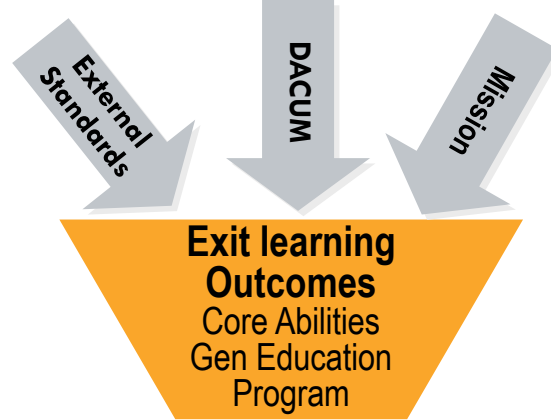 External
Standards
DACUM
Mission
Exit learning
Outcomes
Core Abilities
Gen Education
Program